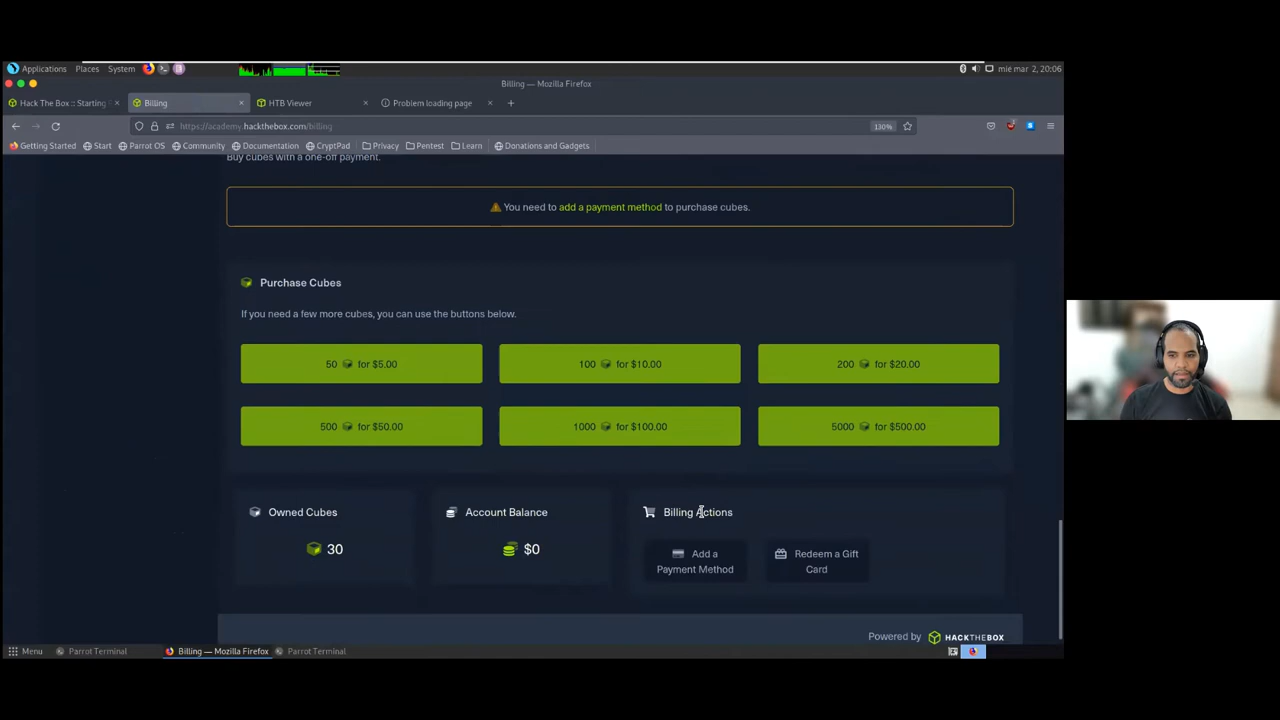 Applications Places System
mié mar 2, 20:06
Billing — Mozilla Firefox
Hack The Box :: Starting
Billing
HTB Viewer
Problem loading page
https://academy.hackthebox.com/billing
130%
Getting Started Start Parrot OS Community Documentation CryptPad Privacy Pentest Learn Donations and Gadgets
Buy cubes with a one-off payment.
You need to add a payment method to purchase cubes.
Purchase Cubes
If you need a few more cubes, you can use the buttons below.
50 for $5.00
100 for $10.00
200 for $20.00
500 for $50.00
1000 for $100.00
5000 for $500.00
Owned Cubes
30
Account Balance
$0
Billing Actions
Add a
Payment Method
Redeem a Gift
Card
Powered by HACKTHEBOX
Menu Parrot Terminal Billing — Mozilla Firefox Parrot Terminal